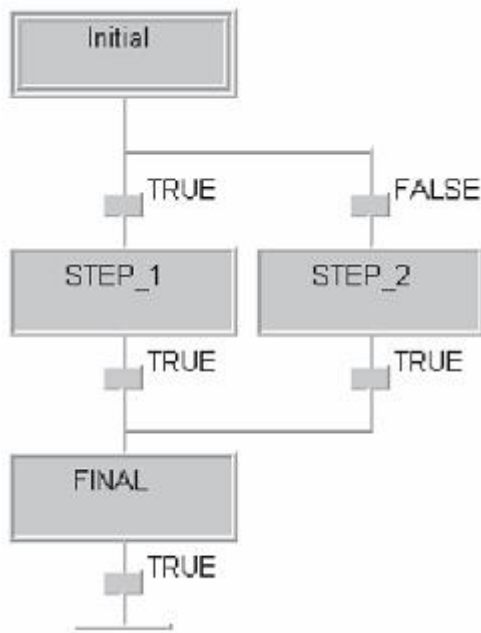 Initial
TRUE FALSE
STEP_1 STEP_2
TRUE TRUE
FINAL
TRUE